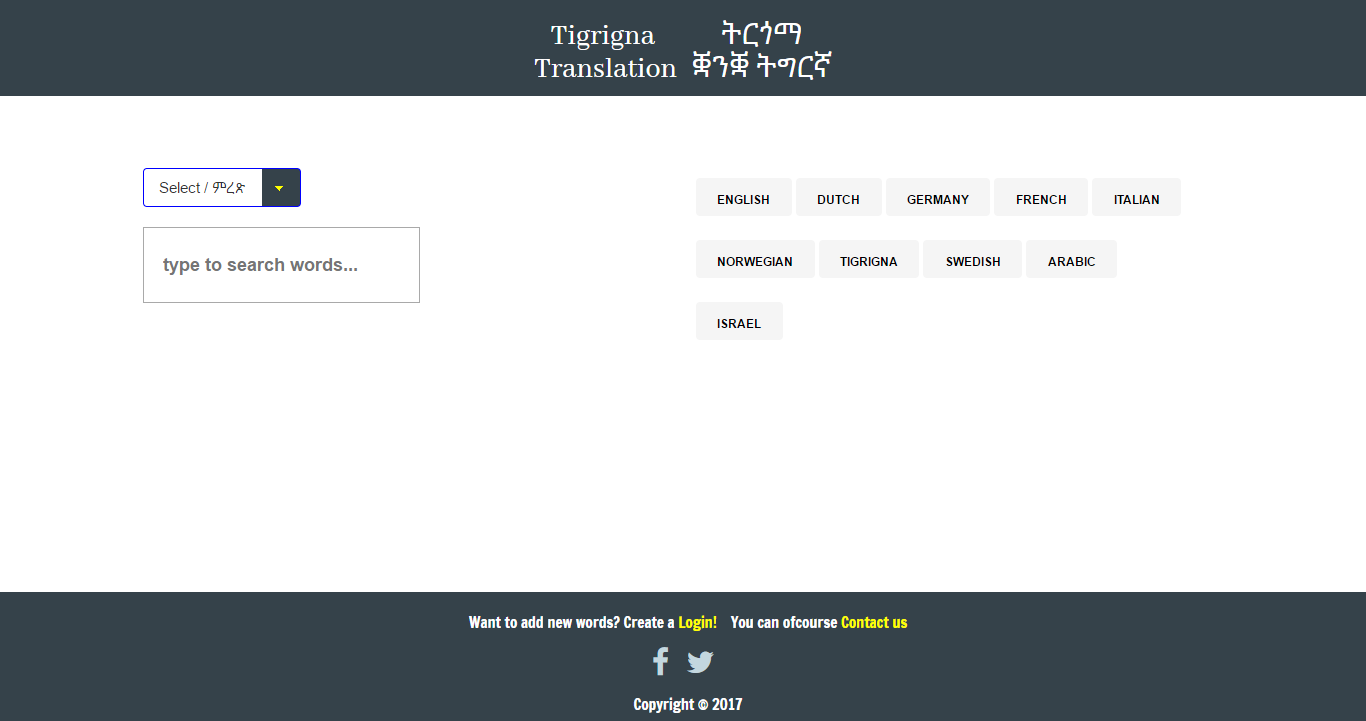 Tigrigna
Translation
ትርጎማ
ቛንቛ ትግርኛ
Select / ምረጽ
type to search words...
ENGLISH DUTCH GERMANY FRENCH ITALIAN
NORWEGIAN TIGRIGNA SWEDISH ARABIC
ISRAEL
Want to add new words? Create a Login! You can ofcourse Contact us
Copyright © 2017